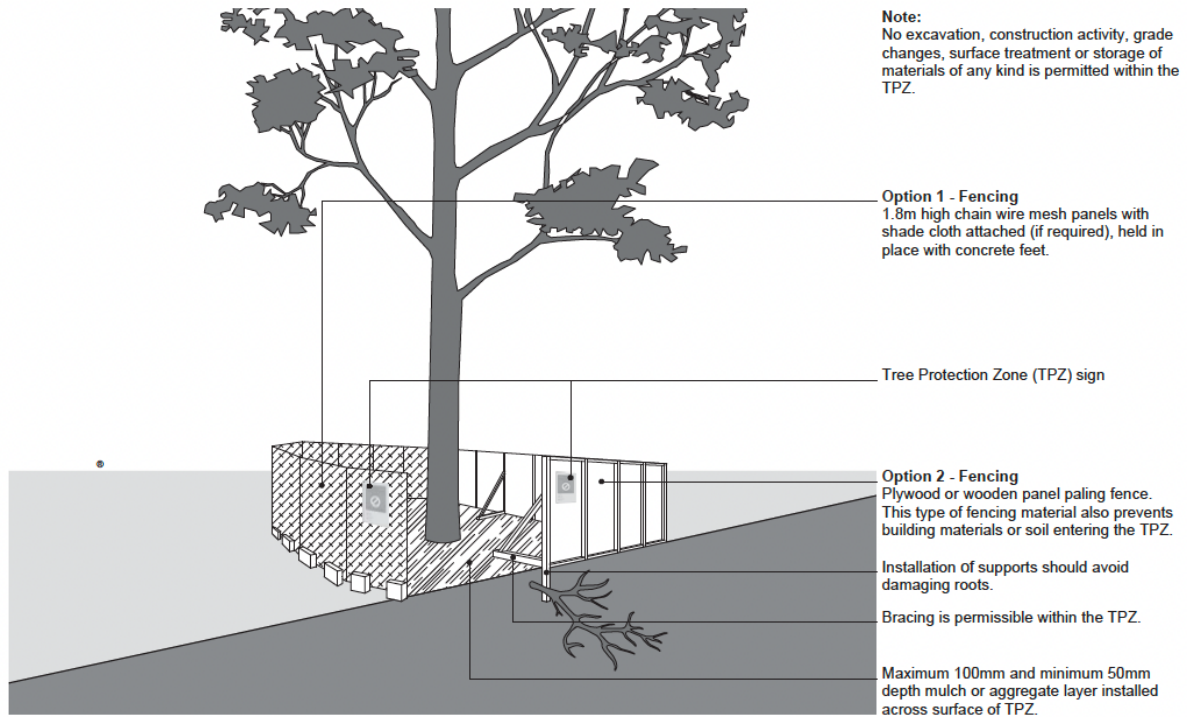 Note:
No excavation, construction activity, grade
changes, surface treatment or storage of
materials of any kind is permitted within the
TPZ.
Option 1 - Fencing
1.8m high chain wire mesh panels with
shade cloth attached (if required), held in
place with concrete feet.
Tree Protection Zone (TPZ) sign
®
Option 2 - Fencing
Plywood or wooden panel paling fence.
This type of fencing material also prevents
building materials or soil entering the TPZ.
Installation of supports should avoid
damaging roots.
Bracing is permissible within the TPZ.
Maximum 100mm and minimum 50mm
depth mulch or aggregate layer installed
across surface of TPZ.